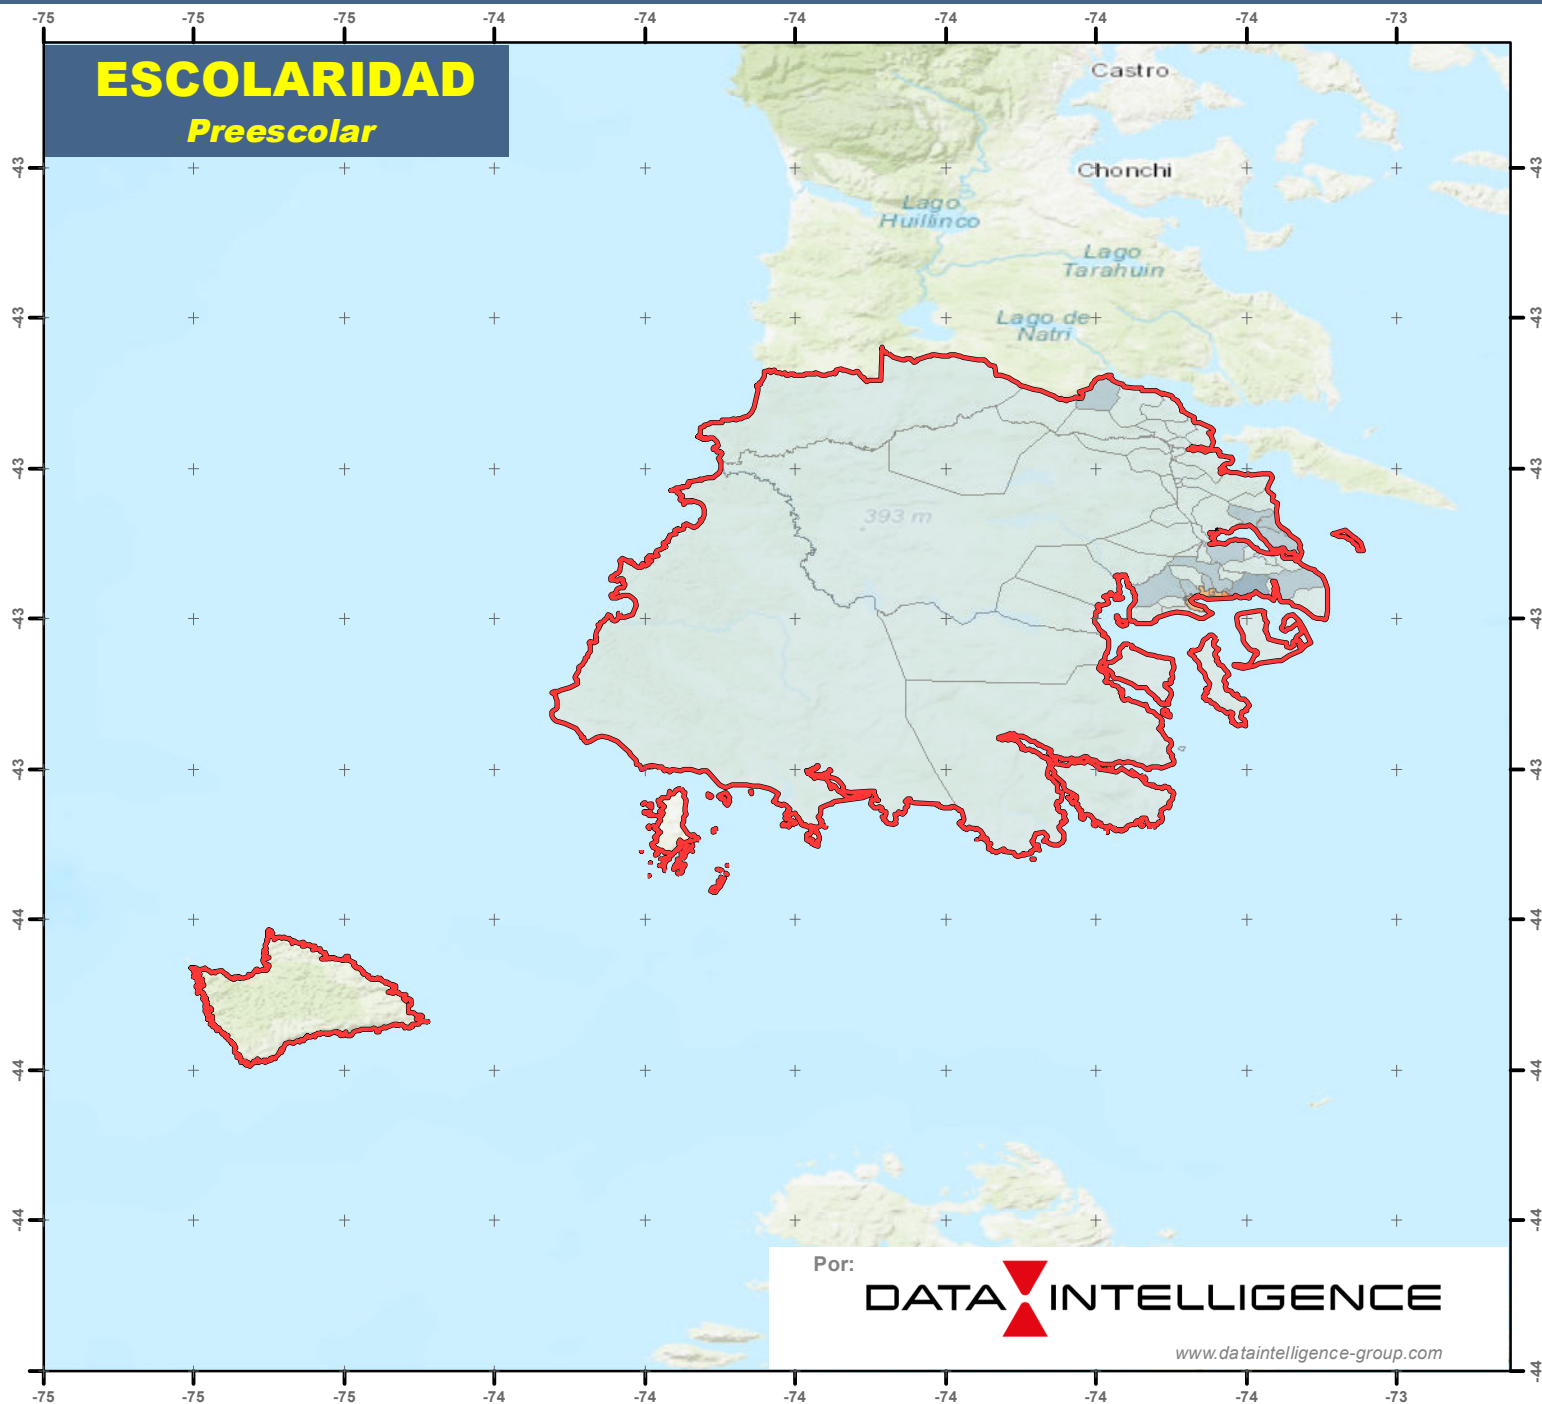 -75 -75 -75 -74 -74 -74 -74 -74 -74 -73
ESCOLARIDAD
Preescolar
Castro
-43 -43
Chonchi
Lago
Huillinco
Lago
Tarahuin
-43 -43
Lago de
Natri
-43 -43
393 m
-43 -43
-43 -43
-44 -44
-44 -44
-44 -44
Por:
DATA INTELLIGENCE
www.dataintelligence-group.com
-44
-75 -75 -75 -74 -74 -74 -74 -74 -74 -73